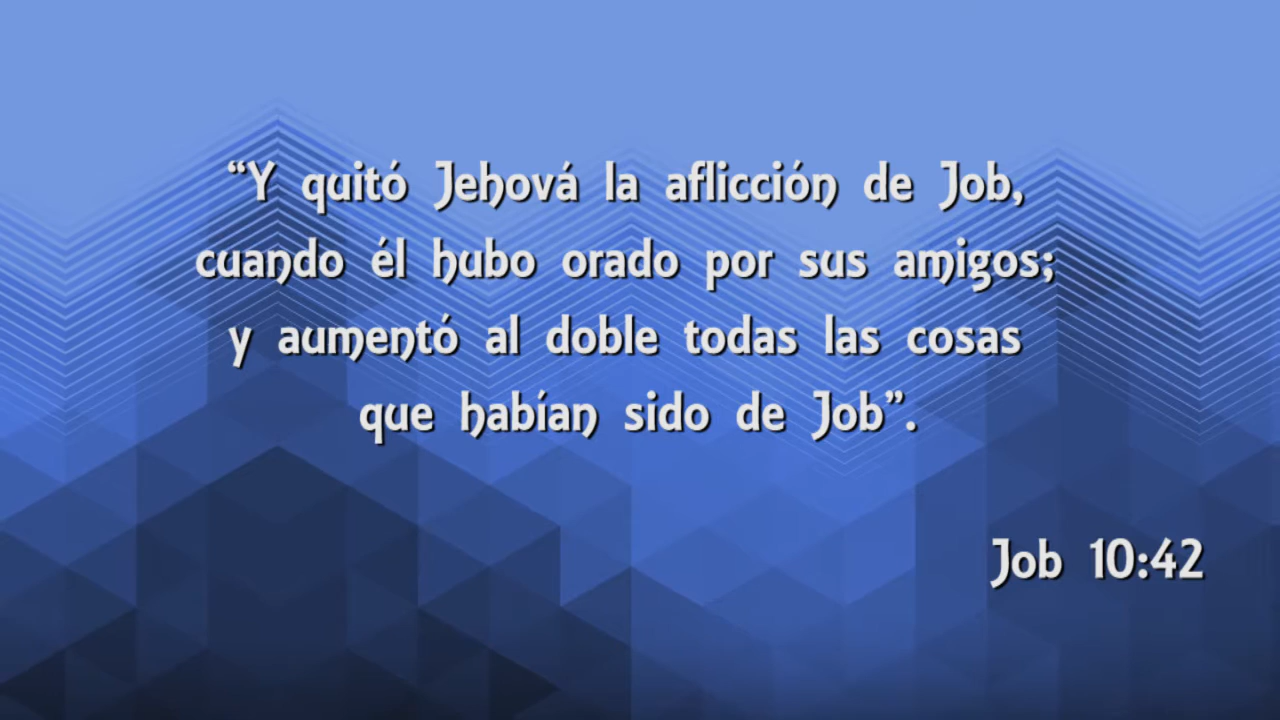 “Y quitó Jehová la aflicción de Job,
cuando él hubo orado por sus amigos;
y aumentó al doble todas las cosas
que habían sido de Job”.
Job 10:42